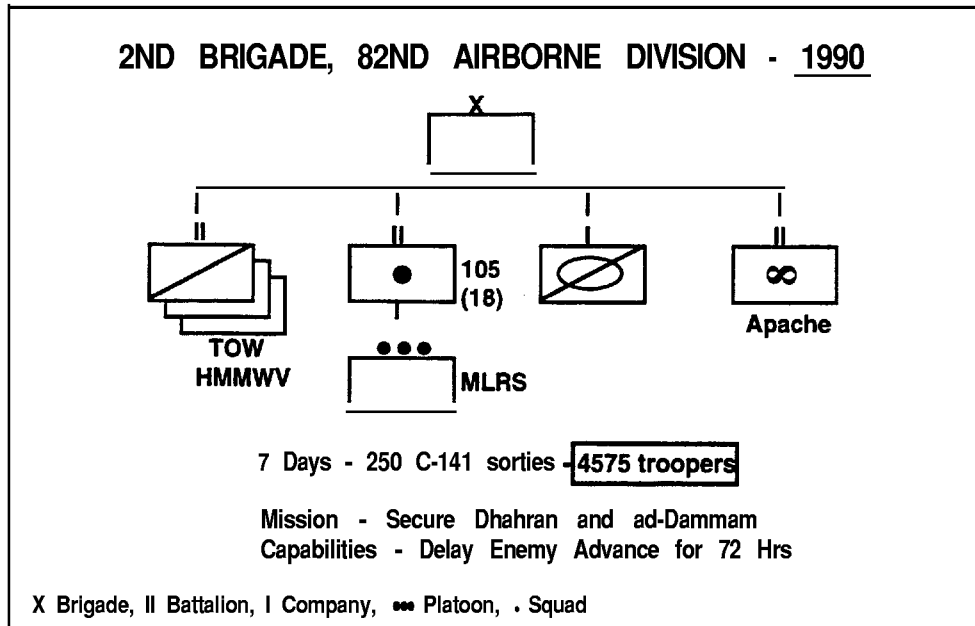 2ND BRIGADE, 82ND AIRBORNE DIVISION - 1990
X
II
II
I
II
105
(18)
TOW
HMMWV
Apache
MLRS
7 Days - 250 C-141 sorties - 4575 troopers
Mission - Secure Dhahran and ad-Dammam
Capabilities - Delay Enemy Advance for 72 Hrs
X Brigade, II Battalion, I Company, ••• Platoon, . Squad